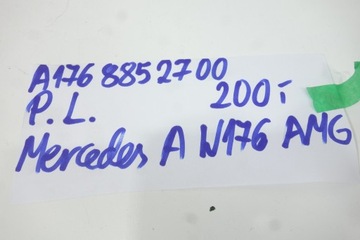 A176 885 27 00
P. L. 200,-
Mercedes A W176 AMG